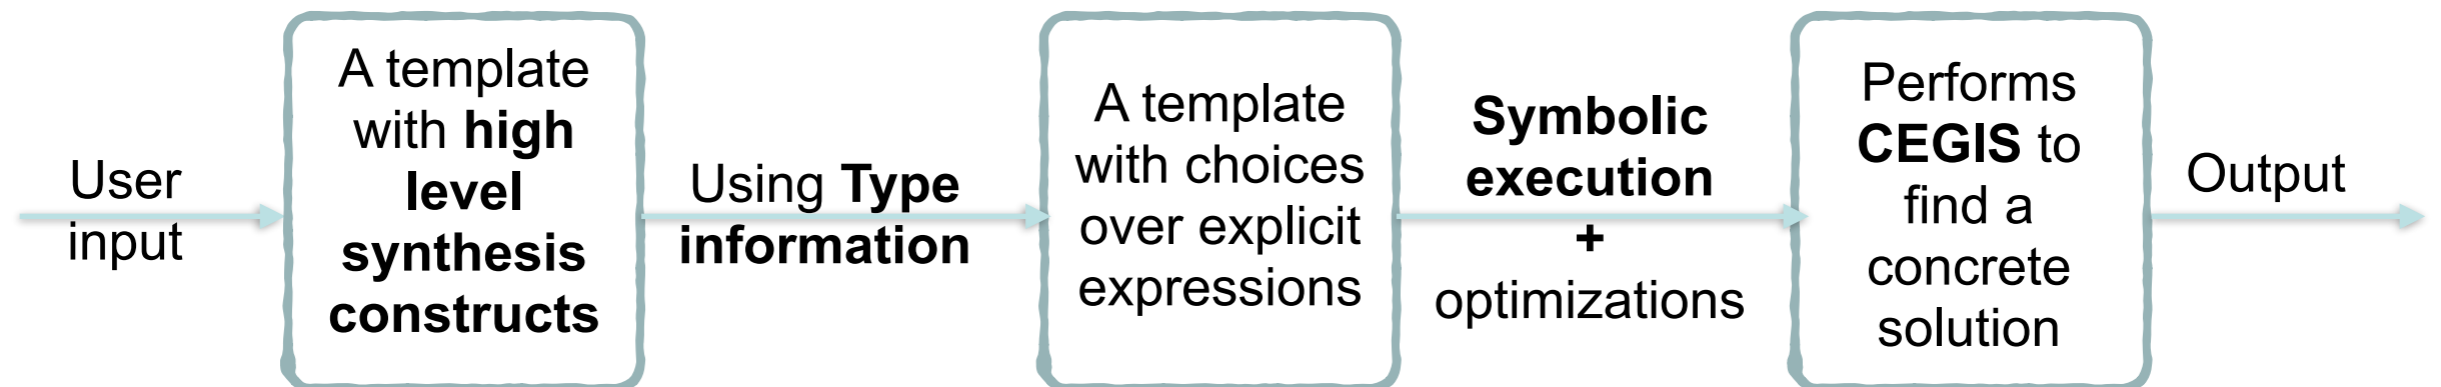 User
input
A template
with high
level
synthesis
constructs
Using Type
information
A template
with choices
over explicit
expressions
Symbolic
execution
+
optimizations
Performs
CEGIS to
find a
concrete
solution
Output